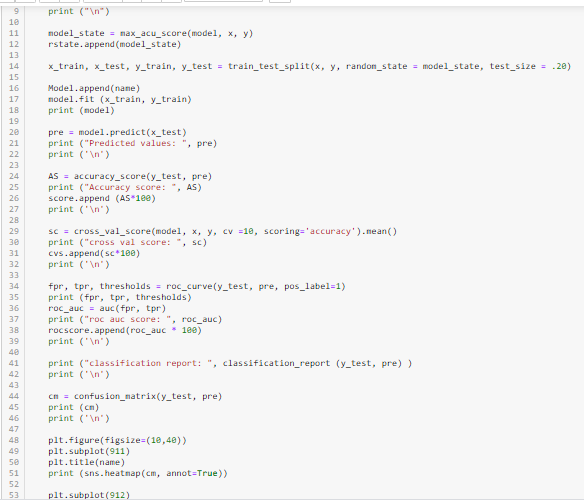 9 print ("\n")
10
11 model_state = max_acu_score(model, x, y)
12 rstate.append(model_state)
13
14 x_train, x_test, y_train, y_test = train_test_split(x, y, random_state = model_state, test_size = .20)
15
16 Model.append(name)
17 model.fit (x_train, y_train)
18 print (model)
19
20 pre = model.predict(x_test)
21 print ("Predicted values: ", pre)
22 print ('\n')
23
24 AS = accuracy_score(y_test, pre)
25 print ("Accuracy score: ", AS)
26 score.append (AS*100)
27 print ('\n')
28
29 sc = cross_val_score(model, x, y, cv =10, scoring='accuracy').mean()
30 print ("cross val score: ", sc)
31 cvs.append(sc*100)
32 print ('\n')
33
34 fpr, tpr, thresholds = roc_curve(y_test, pre, pos_label=1)
35 print (fpr, tpr, thresholds)
36 roc_auc = auc(fpr, tpr)
37 print ("roc auc score: ", roc_auc)
38 rocscore.append(roc_auc * 100)
39 print ('\n')
40
41 print ("classification report: ", classification_report (y_test, pre) )
42 print ('\n')
43
44 cm = confusion_matrix(y_test, pre)
45 print (cm)
46 print ('\n')
47
48 plt.figure(figsize=(10,40))
49 plt.subplot(911)
50 plt.title(name)
51 print (sns.heatmap(cm, annot=True))
52
53 plt.subplot(912)